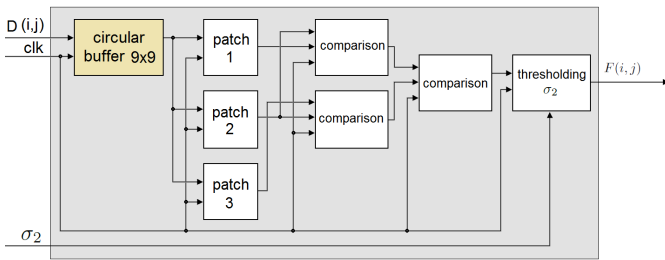 D (i,j)
clk
circular
buffer 9x9
patch
1
patch
2
patch
3
comparison
comparison
comparison
thresholding
σ₂
F(i, j)
σ₂